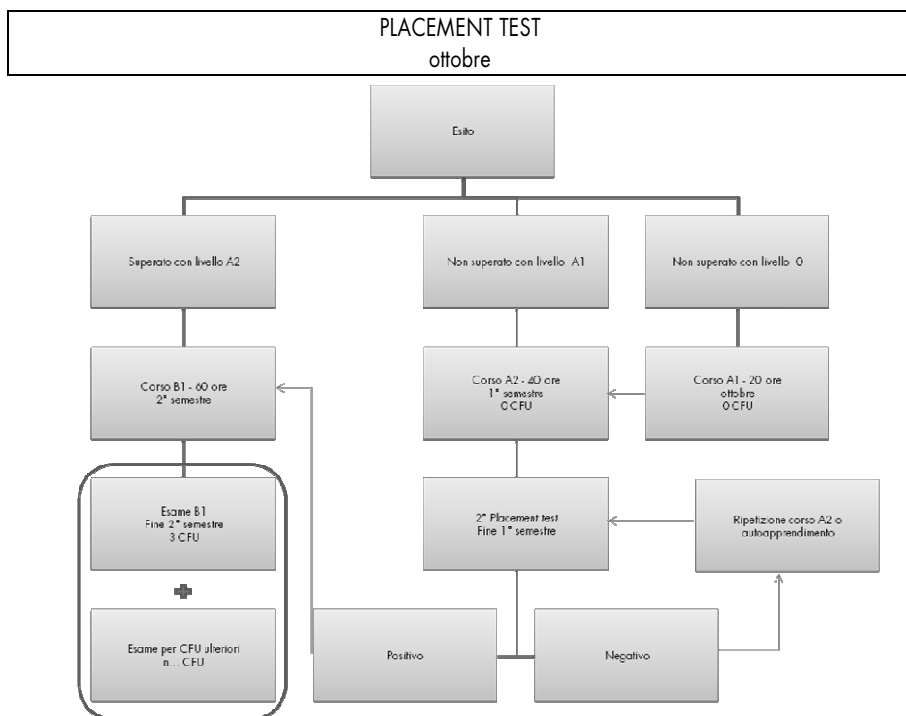 PLACEMENT TEST
ottobre
Esito
Superato con livello A2
Non superato con livello A1
Non superato con livello 0
Corso B1 - 60 ore
2° semestre
Corso A2 - 40 ore
1° semestre
0 CFU
Corso A1 - 20 ore
ottobre
0 CFU
Esame B1
Fine 2° semestre
3 CFU
2° Placement test
Fine 1° semestre
Ripetizione corso A2 o
autoapprendimento
Esame per CFU ulteriori
n... CFU
Positivo
Negativo